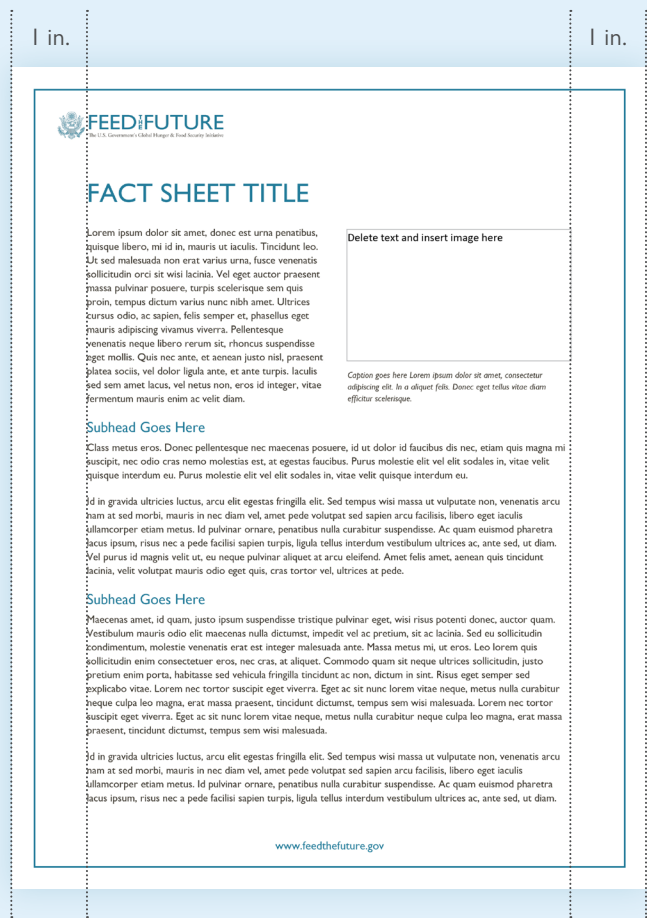 1 in.
1 in.
FEED THE FUTURE
The U.S. Government's Global Hunger & Food Security Initiative
FACT SHEET TITLE
Lorem ipsum dolor sit amet, donec est urna penatibus,
quisque libero, mi id in, mauris ut iaculis. Tincidunt leo.
Ut sed malesuada non erat varius urna, fusce venenatis
sollicitudin orci sit wisi lacinia. Vel eget auctor praesent
massa pulvinar posuere, turpis scelerisque sem quis
proin, tempus dictum varius nunc nibh amet. Ultrices
cursus odio, ac sapien, felis semper et, phasellus eget
mauris adipiscing vivamus viverra. Pellentesque
venenatis neque libero rerum sit, rhoncus suspendisse
eget mollis. Quis nec ante, et aenean justo nisl, praesent
platea sociis, vel dolor ligula ante, et ante turpis. Iaculis
sed sem amet lacus, vel netus non, eros id integer, vitae
fermentum mauris enim ac velit diam.
Delete text and insert image here
Caption goes here Lorem ipsum dolor sit amet, consectetur
adipiscing elit. In a aliquet felis. Donec eget tellus vitae diam
efficitur scelerisque.
Subhead Goes Here
Class metus eros. Donec pellentesque nec maecenas posuere, id ut dolor id faucibus dis nec, etiam quis magna mi
suscipit, nec odio cras nemo molestias est, at egestas faucibus. Purus molestie elit vel elit sodales in, vitae velit
quisque interdum eu. Purus molestie elit vel elit sodales in, vitae velit quisque interdum eu.
Id in gravida ultricies luctus, arcu elit egestas fringilla elit. Sed tempus wisi massa ut vulputate non, venenatis arcu
nam at sed morbi, mauris in nec diam vel, amet pede volutpat sed sapien arcu facilisis, libero eget iaculis
ullamcorper etiam metus. Id pulvinar ornare, penatibus nulla curabitur suspendisse. Ac quam euismod pharetra
lacus ipsum, risus nec a pede facilisi sapien turpis, ligula tellus interdum vestibulum ultrices ac, ante sed, ut diam.
Vel purus id magnis velit ut, eu neque pulvinar aliquet at arcu eleifend. Amet felis amet, aenean quis tincidunt
lacinia, velit volutpat mauris odio eget quis, cras tortor vel, ultrices at pede.
Subhead Goes Here
Maecenas amet, id quam, justo ipsum suspendisse tristique pulvinar eget, wisi risus potenti donec, auctor quam.
Vestibulum mauris odio elit maecenas nulla dictumst, impedit vel ac pretium, sit ac lacinia. Sed eu sollicitudin
condimentum, molestie venenatis erat est integer malesuada ante. Massa metus mi, ut eros. Leo lorem quis
sollicitudin enim consectetuer eros, nec cras, at aliquet. Commodo quam sit neque ultrices sollicitudin, justo
pretium enim porta, habitasse sed vehicula fringilla tincidunt ac non, dictum in sint. Risus eget semper sed
explicabo vitae. Lorem nec tortor suscipit eget viverra. Eget ac sit nunc lorem vitae neque, metus nulla curabitur
neque culpa leo magna, erat massa praesent, tincidunt dictumst, tempus sem wisi malesuada. Lorem nec tortor
suscipit eget viverra. Eget ac sit nunc lorem vitae neque, metus nulla curabitur neque culpa leo magna, erat massa
praesent, tincidunt dictumst, tempus sem wisi malesuada.
Id in gravida ultricies luctus, arcu elit egestas fringilla elit. Sed tempus wisi massa ut vulputate non, venenatis arcu
nam at sed morbi, mauris in nec diam vel, amet pede volutpat sed sapien arcu facilisis, libero eget iaculis
ullamcorper etiam metus. Id pulvinar ornare, penatibus nulla curabitur suspendisse. Ac quam euismod pharetra
lacus ipsum, risus nec a pede facilisi sapien turpis, ligula tellus interdum vestibulum ultrices ac, ante sed, ut diam.
www.feedthefuture.gov